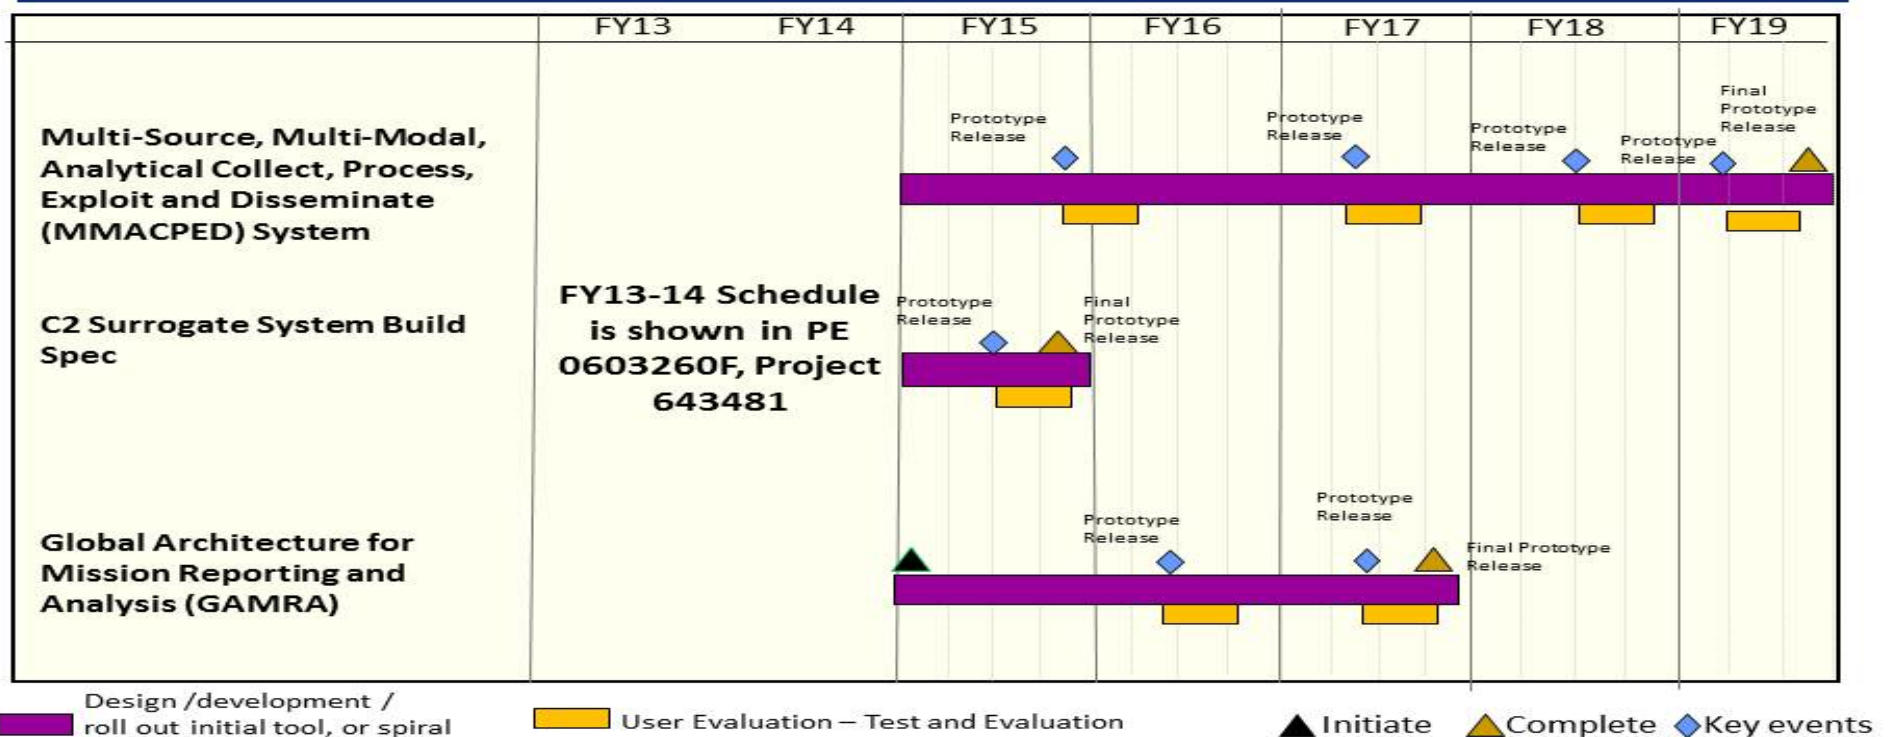 FY13 FY14 FY15 FY16 FY17 FY18 FY19
Multi-Source, Multi-Modal,
Analytical Collect, Process,
Exploit and Disseminate
(MMACPED) System
Prototype
Release
Prototype
Release
Prototype
Release
Prototype
Release
Final
Prototype
Release
C2 Surrogate System Build
Spec
FY13-14 Schedule
is shown in PE
0603260F, Project
643481
Prototype
Release
Final
Prototype
Release
Global Architecture for
Mission Reporting and
Analysis (GAMRA)
Prototype
Release
Prototype
Release
Final Prototype
Release
Design /development /
roll out initial tool, or spiral
User Evaluation – Test and Evaluation
Initiate
Complete
Key events